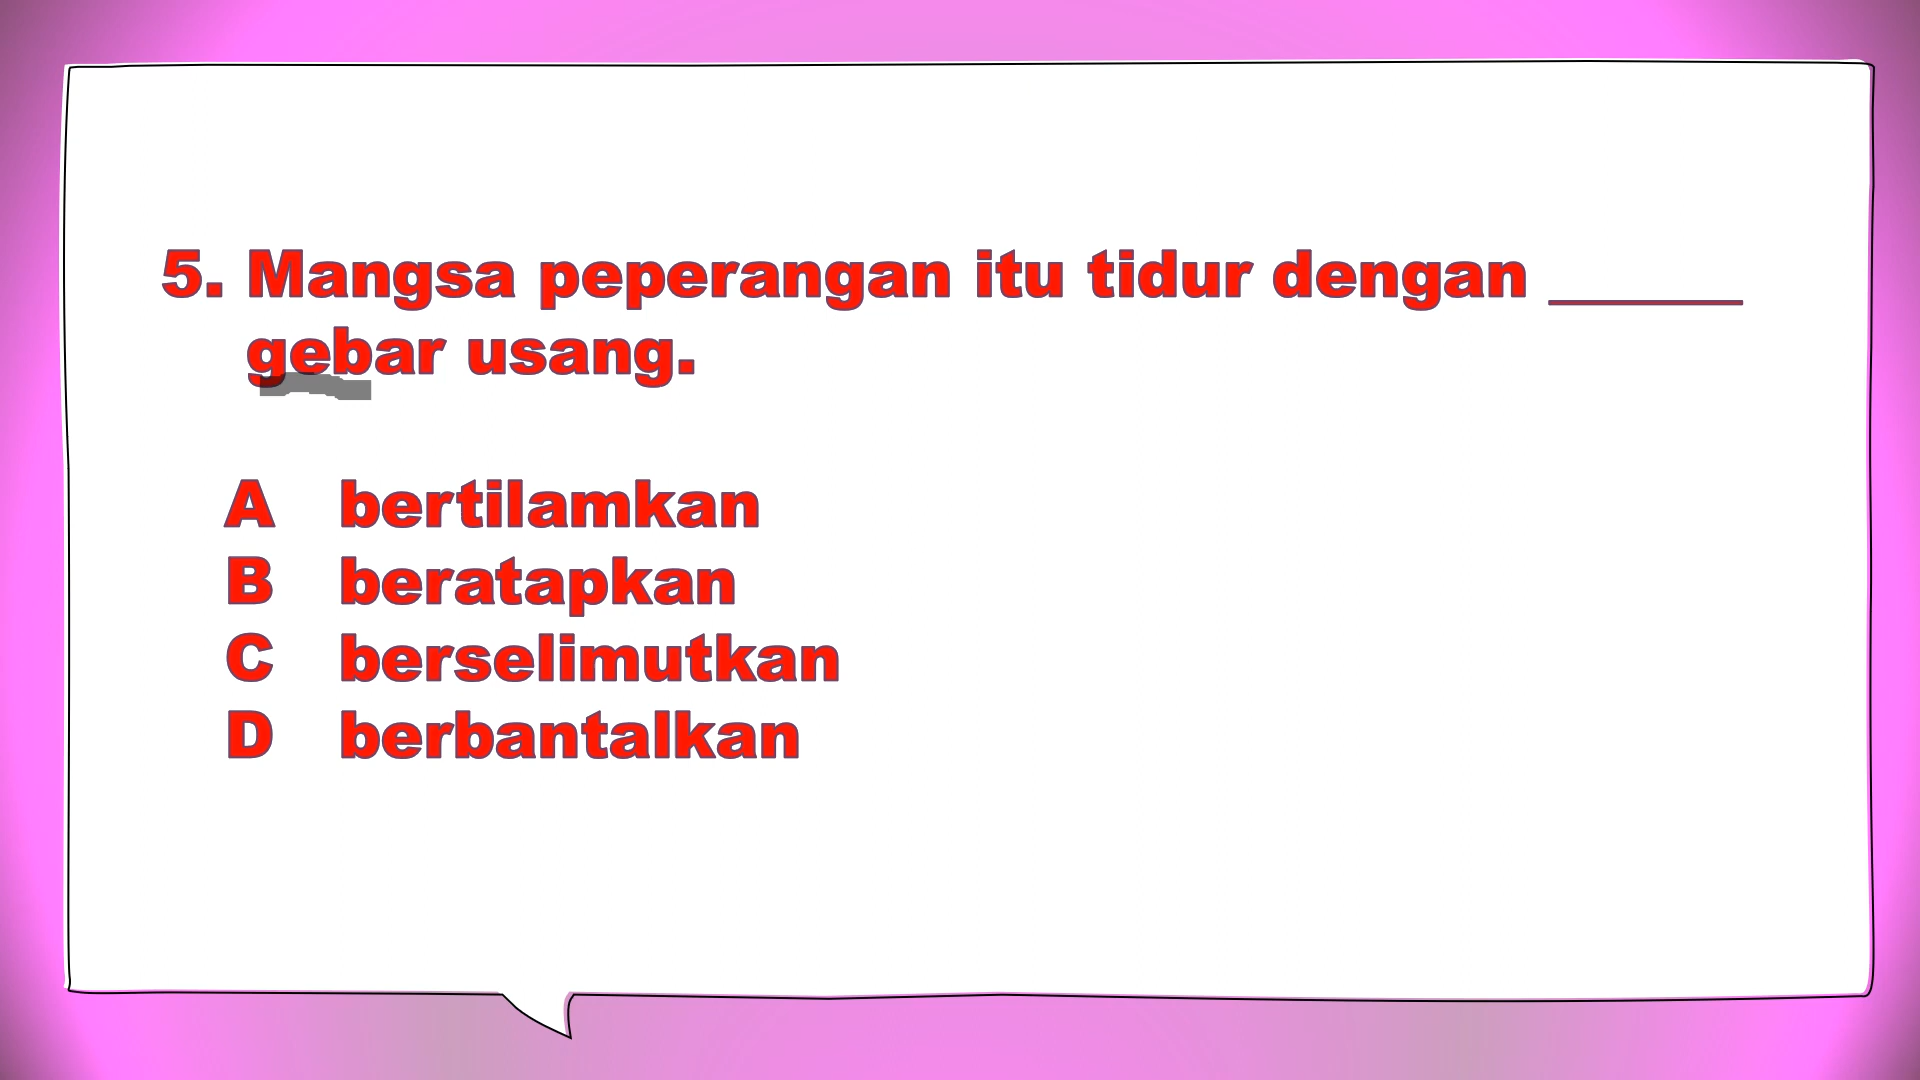 5. Mangsa peperangan itu tidur dengan ______
gebar usang.
A bertilamkan
B beratapkan
C berselimutkan
D berbantalkan